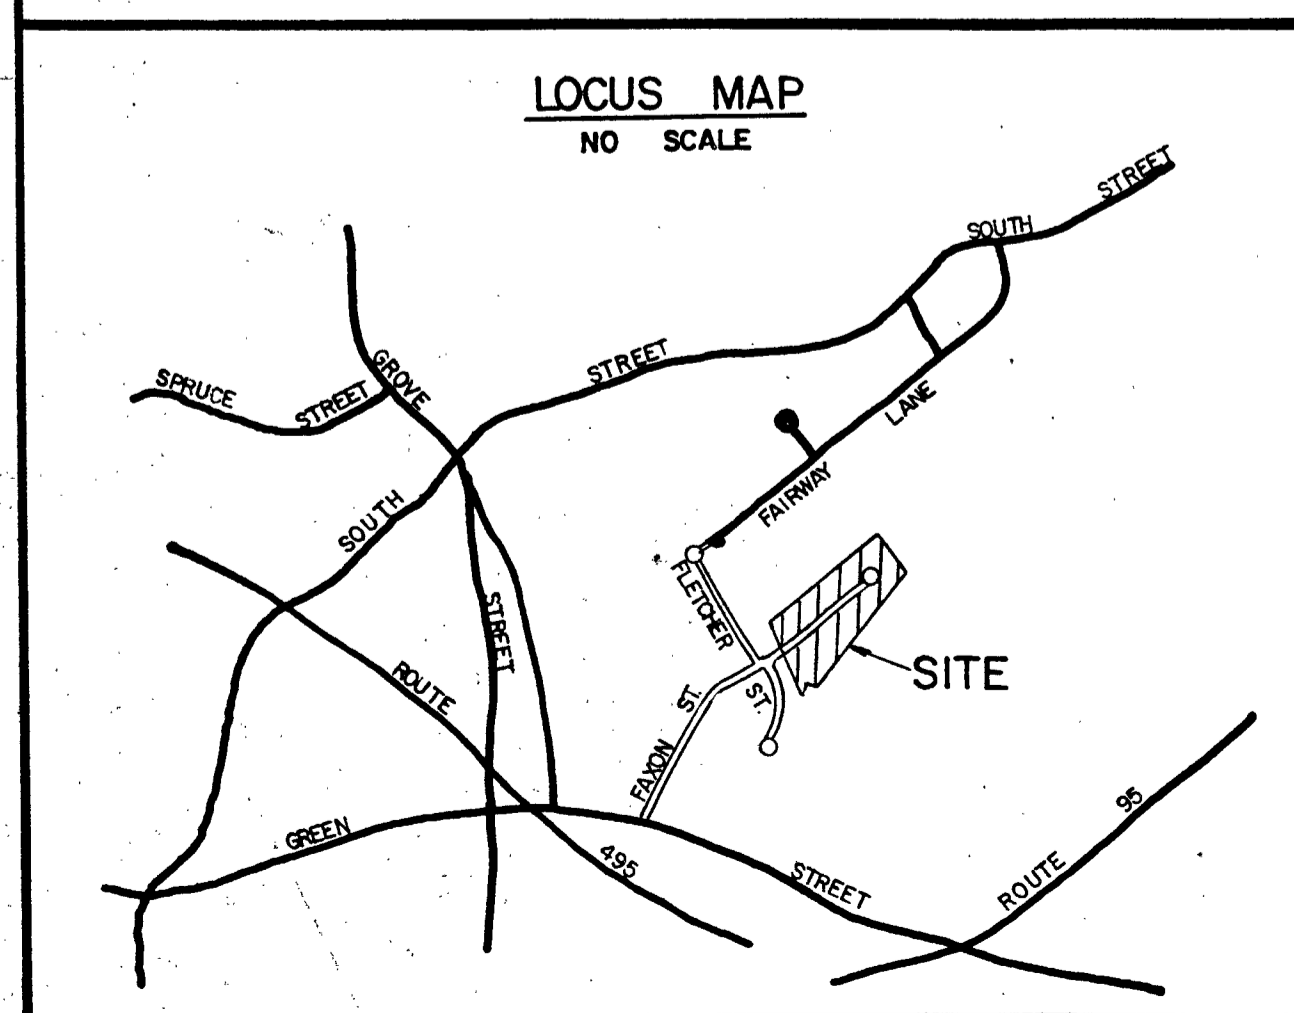 LOCUS MAP
NO SCALE
SOUTH STREET
GROVE
SPRUCE STREET
STREET
LANE
SOUTH
FAIRWAY
FLETCHER
STREET
ROUTE
SITE
ST.
ST.
FAXON
95
GREEN
495
STREET
ROUTE